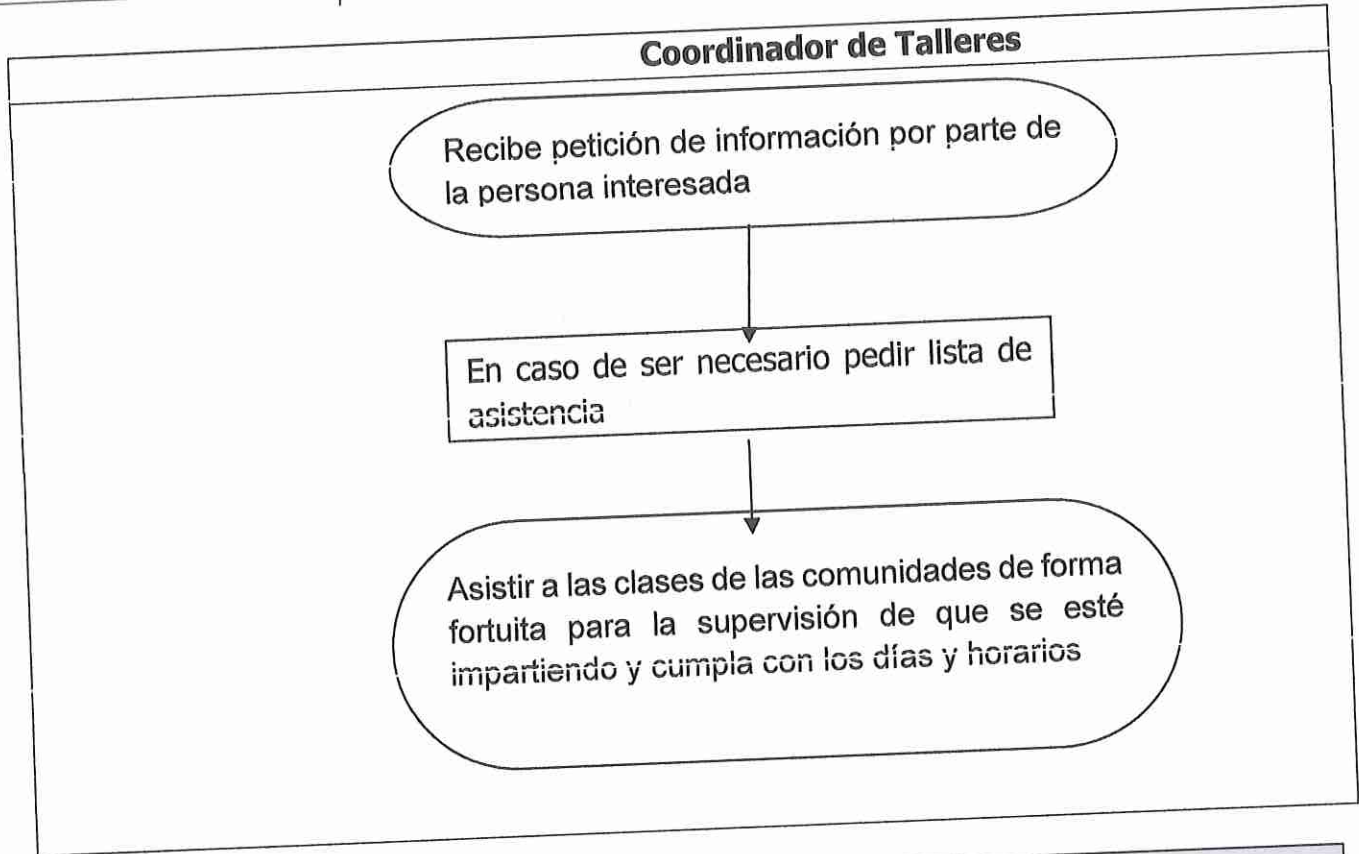 Coordinador de Talleres
Recibe petición de información por parte de
la persona interesada
En caso de ser necesario pedir lista de
asistencia
Asistir a las clases de las comunidades de forma
fortuita para la supervisión de que se esté
impartiendo y cumpla con los días y horarios